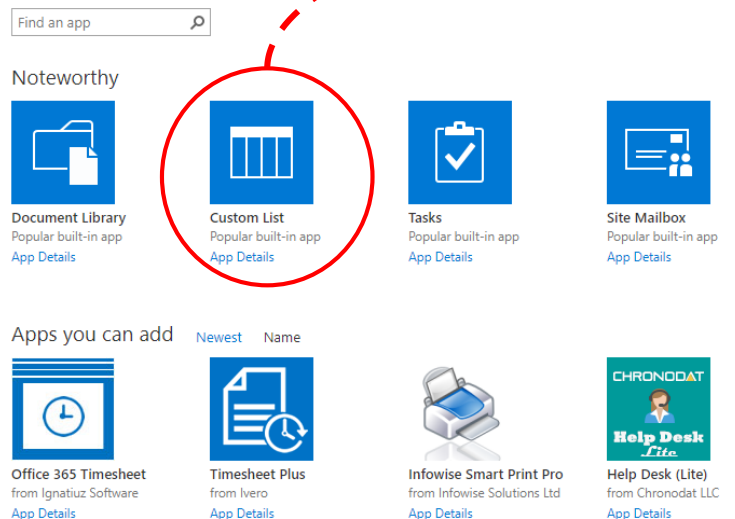 Find an app
Noteworthy
Document Library
Popular built-in app
App Details
Custom List
Popular built-in app
App Details
Tasks
Popular built-in app
App Details
Site Mailbox
Popular built-in app
App Details
Apps you can add Newest Name
Office 365 Timesheet
from Ignatiuz Software
App Details
Timesheet Plus
from Ivero
App Details
Infowise Smart Print Pro
from Infowise Solutions Ltd
App Details
CHRONODAT
Help Desk
Lite
Help Desk (Lite)
from Chronodat LLC
App Details